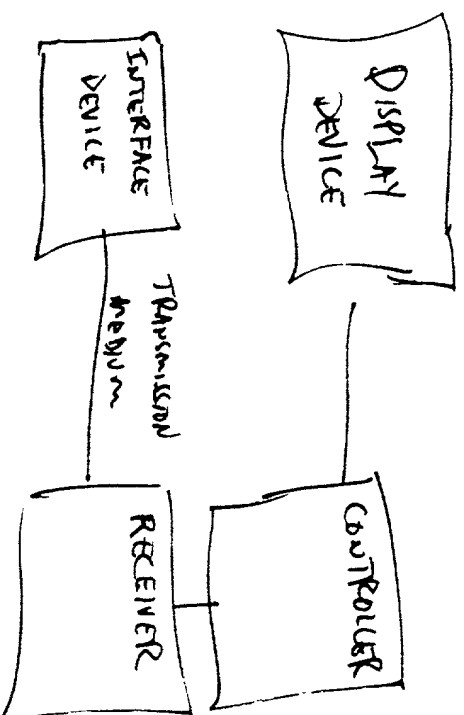 DISPLAY
DEVICE
CONTROLLER
INTERFACE
DEVICE
TRANSMISSION
MEDIUM
RECEIVER